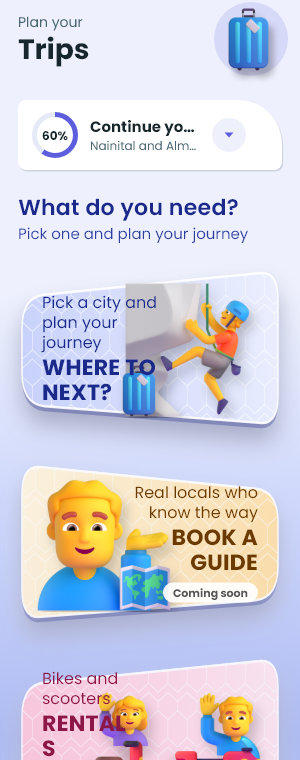 Plan your
Trips
60%
Continue yo...
Nainital and Alm...
What do you need?
Pick one and plan your journey
Pick a city and
plan your
journey
WHERE TO
NEXT?
Real locals who
know the way
BOOK A
GUIDE
Coming soon
Bikes and
scooters
RENTAL
S